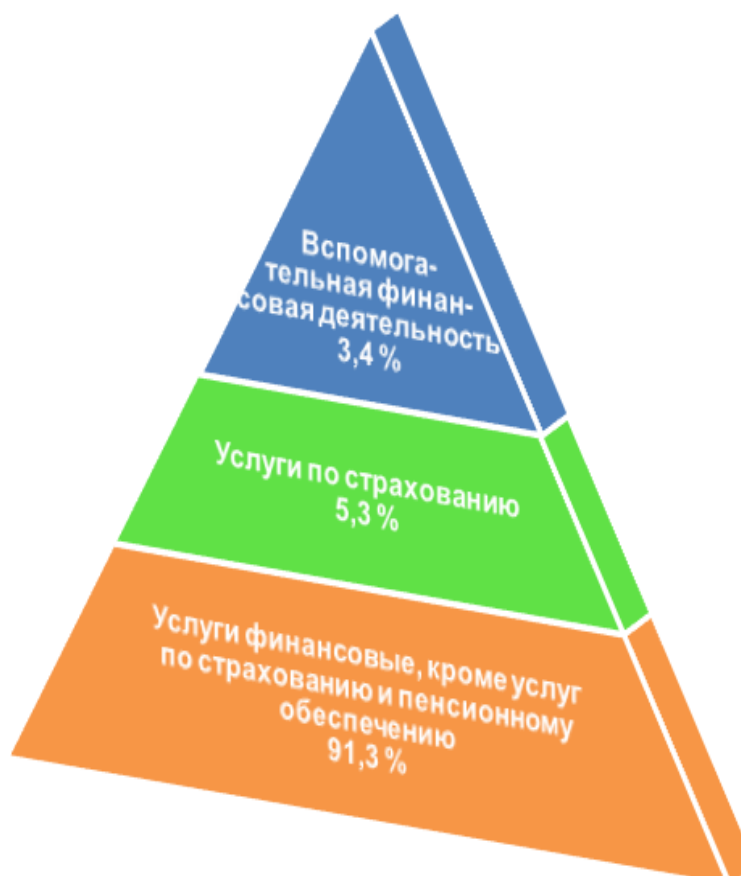 Вспомога-
тельная финан-
совая деятельность
3,4 %
Услуги по страхованию
5,3 %
Услуги финансовые, кроме услуг
по страхованию и пенсионному
обеспечению
91,3 %